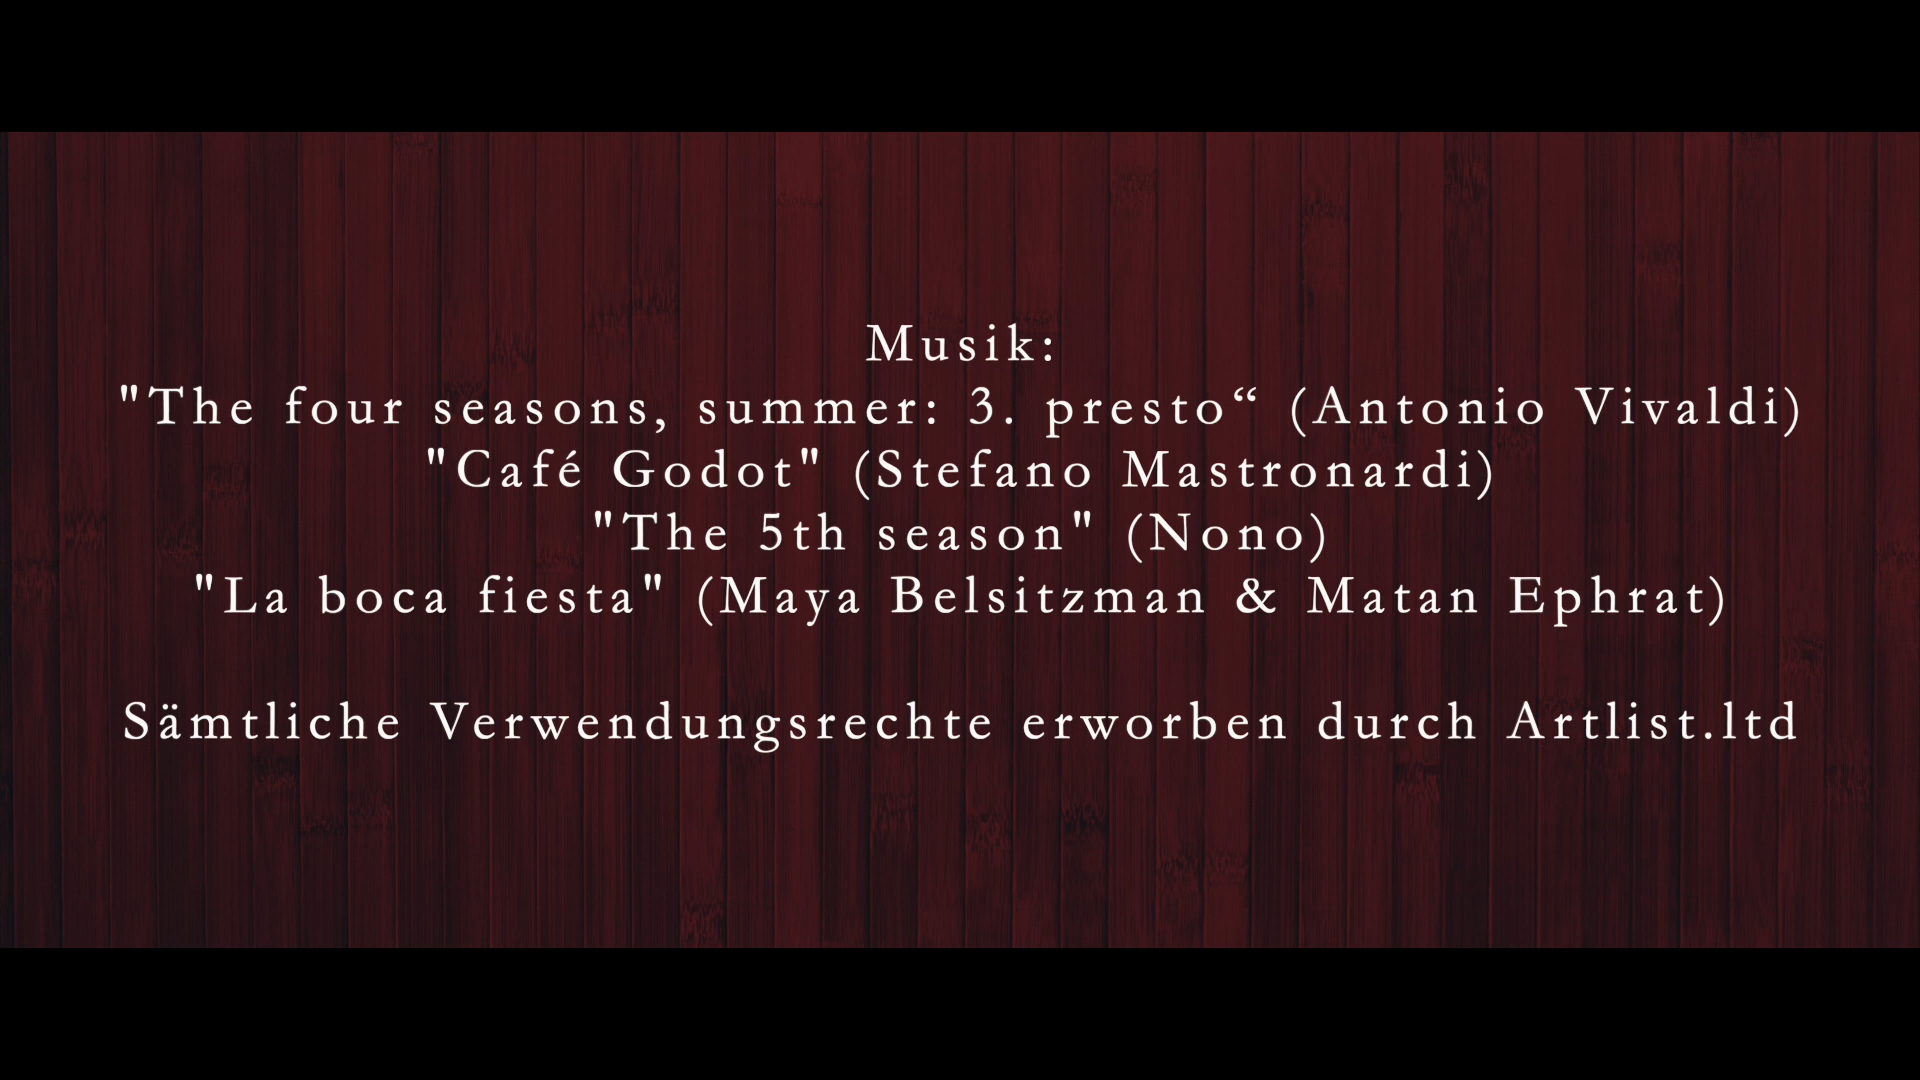 Musik:
"The four seasons, summer: 3. presto“ (Antonio Vivaldi)
"Café Godot" (Stefano Mastronardi)
"The 5th season" (Nono)
"La boca fiesta" (Maya Belsitzman & Matan Ephrat)
Sämtliche Verwendungsrechte erworben durch Artlist.ltd